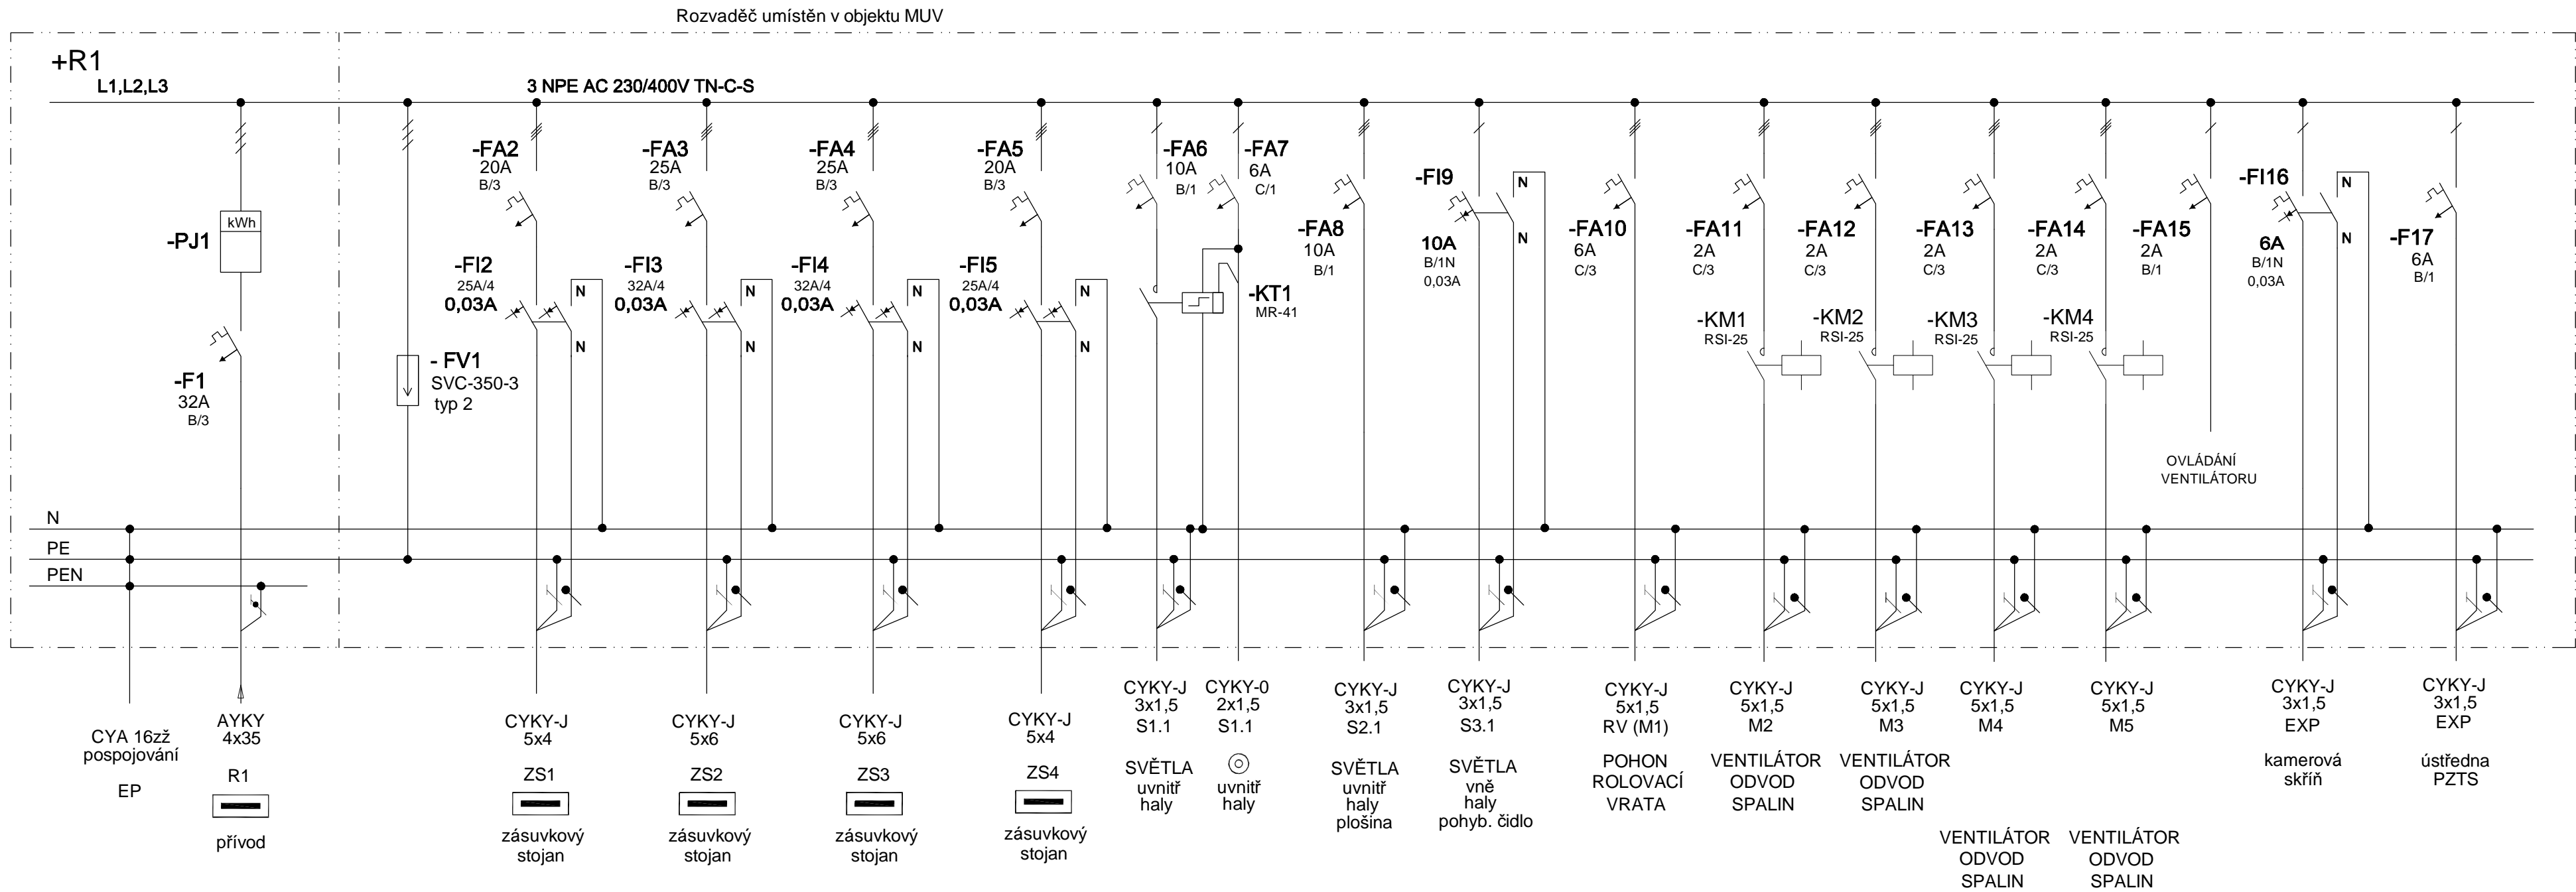 Rozvaděč umístěn v objektu MUV
+R1
L1,L2,L3
3 NPE AC 230/400V TN-C-S
kWh
-PJ1
-F1
32A
B/3
- FV1
SVC-350-3
typ 2
-FA2
20A
B/3
-FI2
25A/4
0,03A
N
N
-FA3
25A
B/3
-FI3
32A/4
0,03A
N
N
-FA4
25A
B/3
-FI4
32A/4
0,03A
N
N
-FA5
20A
B/3
-FI5
25A/4
0,03A
N
N
-FA6
10A
B/1
-FA7
6A
C/1
-KT1
MR-41
-FA8
10A
B/1
-FI9
10A
B/1N
0,03A
N
N
-FA10
6A
C/3
-FA11
2A
C/3
-KM1
RSI-25
-FA12
2A
C/3
-KM2
RSI-25
-FA13
2A
C/3
-KM3
RSI-25
-FA14
2A
C/3
-KM4
RSI-25
-FA15
2A
B/1
OVLÁDÁNÍ
VENTILÁTORU
-FI16
6A
B/1N
0,03A
N
N
-F17
6A
B/1
N
PE
PEN
CYA 16zž
pospojování
EP
AYKY
4x35
R1
přívod
CYKY-J
5x4
ZS1
zásuvkový
stojan
CYKY-J
5x6
ZS2
zásuvkový
stojan
CYKY-J
5x6
ZS3
zásuvkový
stojan
CYKY-J
5x4
ZS4
zásuvkový
stojan
CYKY-J
3x1,5
S1.1
SVĚTLA
uvnitř
haly
CYKY-0
2x1,5
S1.1
uvnitř
haly
CYKY-J
3x1,5
S2.1
SVĚTLA
uvnitř
haly
plošina
CYKY-J
3x1,5
S3.1
SVĚTLA
vně
haly
pohyb. čidlo
CYKY-J
5x1,5
RV (M1)
POHON
ROLOVACÍ
VRATA
CYKY-J
5x1,5
M2
VENTILÁTOR
ODVOD
SPALIN
CYKY-J
5x1,5
M3
VENTILÁTOR
ODVOD
SPALIN
CYKY-J
5x1,5
M4
VENTILÁTOR
ODVOD
SPALIN
CYKY-J
5x1,5
M5
VENTILÁTOR
ODVOD
SPALIN
CYKY-J
3x1,5
EXP
kamerová
skříň
CYKY-J
3x1,5
EXP
ústředna
PZTS